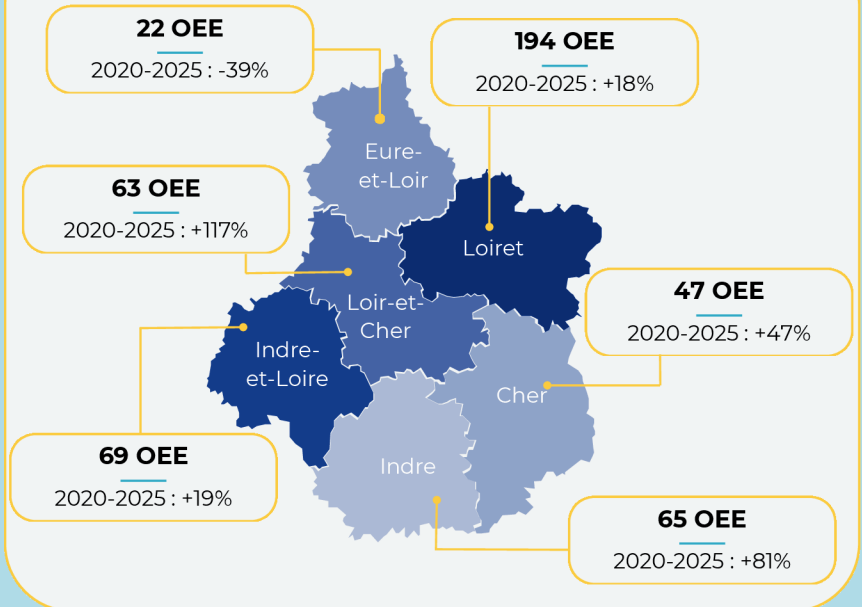 22 OEE
2020-2025 : -39%
194 OEE
2020-2025 : +18%
Eure-
et-Loir
63 OEE
2020-2025 : +117%
Loiret
47 OEE
2020-2025 : +47%
Loir-et-
Cher
Indre-
et-Loire
Cher
69 OEE
2020-2025 : +19%
Indre
65 OEE
2020-2025 : +81%